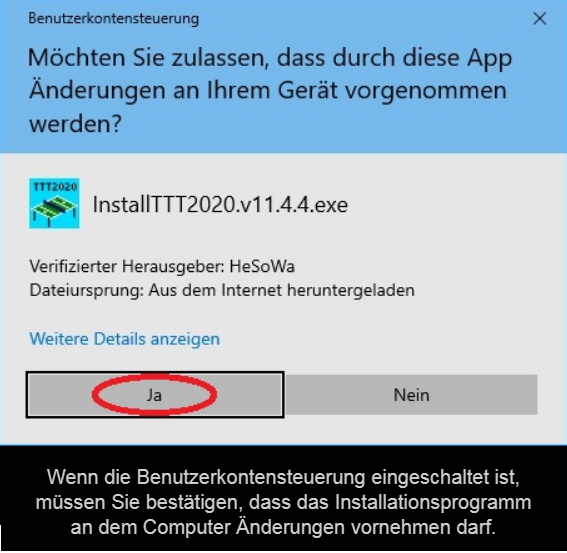 Benutzerkontensteuerung
Möchten Sie zulassen, dass durch diese App
Änderungen an Ihrem Gerät vorgenommen
werden?
TTT2020
InstallTTT2020.v11.4.4.exe
Verifizierter Herausgeber: HeSoWa
Dateiursprung: Aus dem Internet heruntergeladen
Weitere Details anzeigen
Ja
Nein
Wenn die Benutzerkontensteuerung eingeschaltet ist,
müssen Sie bestätigen, dass das Installationsprogramm
an dem Computer Änderungen vornehmen darf.